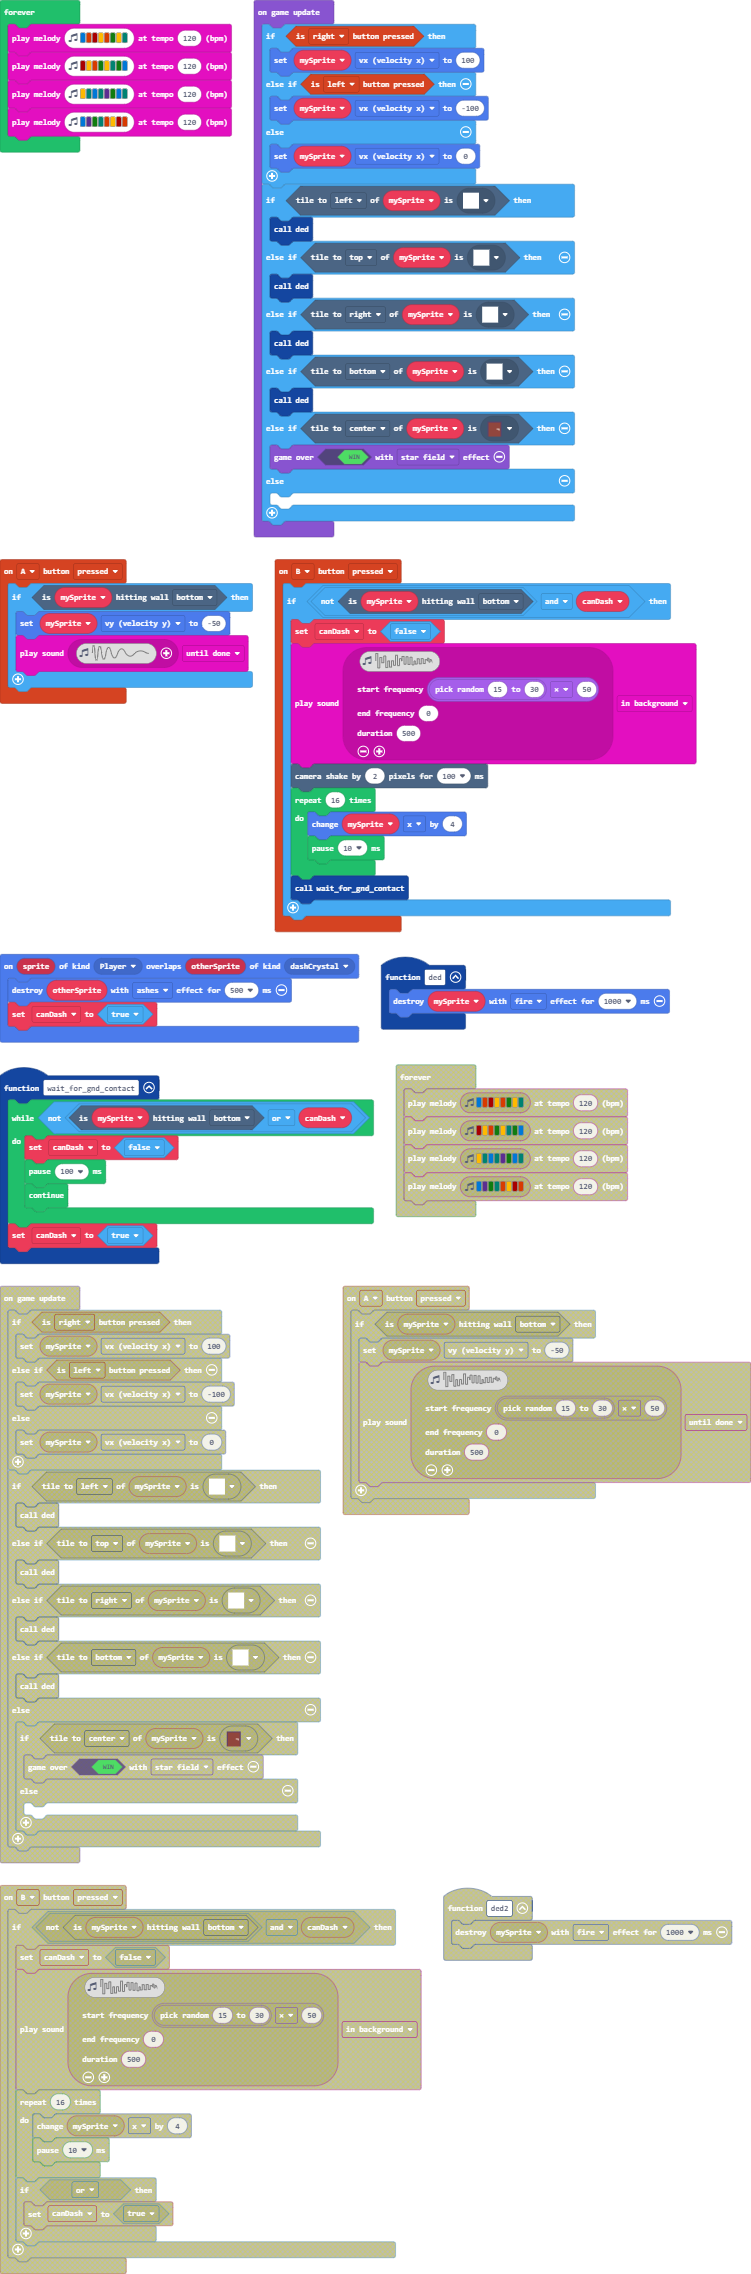 forever
play melody at tempo 120 (bpm)
play melody at tempo 120 (bpm)
play melody at tempo 120 (bpm)
play melody at tempo 120 (bpm)
on game update
if is right button pressed then
set mySprite vx (velocity x) to 100
else if is left button pressed then
set mySprite vx (velocity x) to -100
else
set mySprite vx (velocity x) to 0
if tile to left of mySprite is then
call ded
else if tile to top of mySprite is then
call ded
else if tile to right of mySprite is then
call ded
else if tile to bottom of mySprite is then
call ded
else if tile to center of mySprite is then
game over WIN with star field effect
else
on A button pressed
if is mySprite hitting wall bottom then
set mySprite vy (velocity y) to -50
play sound until done
on B button pressed
if not is mySprite hitting wall bottom and canDash then
set canDash to false
start frequency pick random 15 to 30 × 50
play sound in background
end frequency 0
duration 500
camera shake by 2 pixels for 100 ms
repeat 16 times
do change mySprite x by 4
pause 10 ms
call wait_for_gnd_contact
on sprite of kind Player overlaps otherSprite of kind dashCrystal
destroy otherSprite with ashes effect for 500 ms
set canDash to true
function ded
destroy mySprite with fire effect for 1000 ms
function wait_for_gnd_contact
while not is mySprite hitting wall bottom or canDash
do set canDash to false
pause 100 ms
continue
set canDash to true
forever
play melody at tempo 120 (bpm)
play melody at tempo 120 (bpm)
play melody at tempo 120 (bpm)
play melody at tempo 120 (bpm)
on game update
if is right button pressed then
set mySprite vx (velocity x) to 100
else if is left button pressed then
set mySprite vx (velocity x) to -100
else
set mySprite vx (velocity x) to 0
if tile to left of mySprite is then
call ded
else if tile to top of mySprite is then
call ded
else if tile to right of mySprite is then
call ded
else if tile to bottom of mySprite is then
call ded
else
if tile to center of mySprite is then
game over WIN with star field effect
else
on A button pressed
if is mySprite hitting wall bottom then
set mySprite vy (velocity y) to -50
start frequency pick random 15 to 30 × 50
play sound until done
end frequency 0
duration 500
on B button pressed
if not is mySprite hitting wall bottom and canDash then
set canDash to false
start frequency pick random 15 to 30 × 50
play sound in background
end frequency 0
duration 500
repeat 16 times
do change mySprite x by 4
pause 10 ms
if or then
set canDash to true
function ded2
destroy mySprite with fire effect for 1000 ms